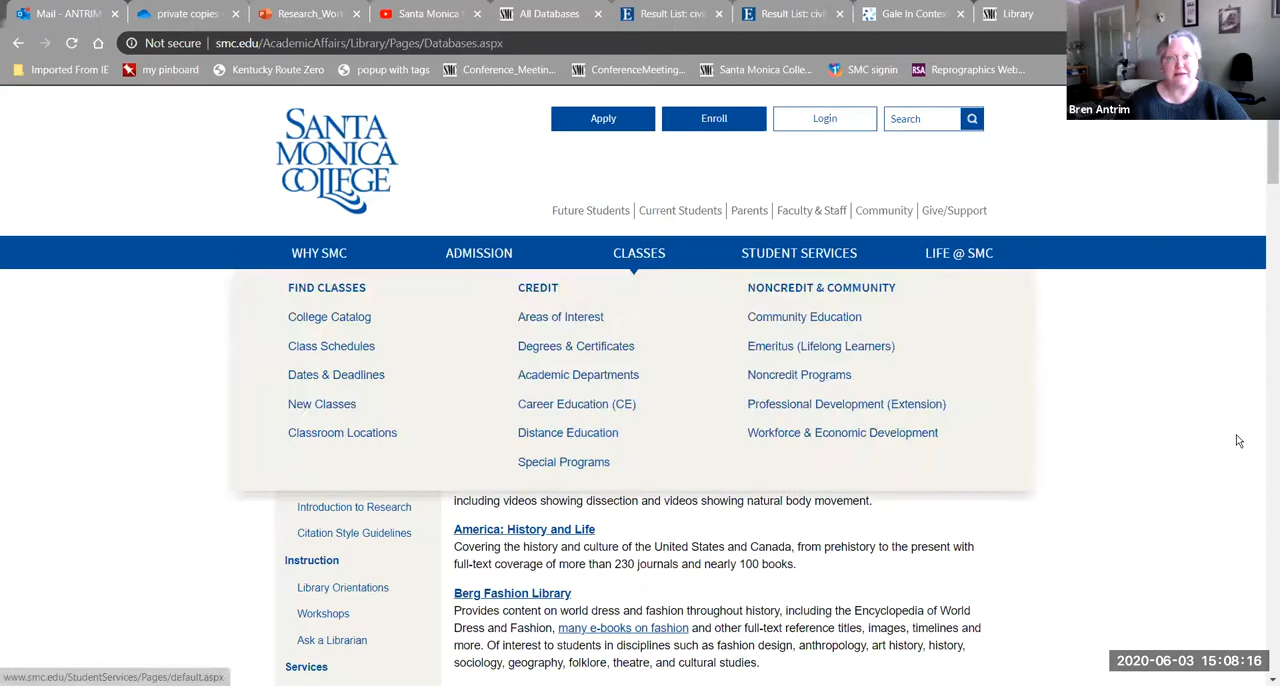 Mail - ANTRIM
private copies
Research_Wor
Santa Monica
All Databases
Result List: civi
Result List: civi
Gale In Contex
Library
Not secure | smc.edu/AcademicAffairs/Library/Pages/Databases.aspx
Imported From IE
my pinboard
Kentucky Route Zero
popup with tags
Conference_Meetin...
ConferenceMeeting...
Santa Monica Colle...
SMC signin
Reprographics Web...
Bren Antrim
SANTA
MONICA
COLLEGE
Apply
Enroll
Login
Search
Future Students | Current Students | Parents | Faculty & Staff | Community | Give/Support
WHY SMC
ADMISSION
CLASSES
STUDENT SERVICES
LIFE @ SMC
FIND CLASSES
College Catalog
Class Schedules
Dates & Deadlines
New Classes
Classroom Locations
CREDIT
Areas of Interest
Degrees & Certificates
Academic Departments
Career Education (CE)
Distance Education
Special Programs
NONCREDIT & COMMUNITY
Community Education
Emeritus (Lifelong Learners)
Noncredit Programs
Professional Development (Extension)
Workforce & Economic Development
Introduction to Research
Citation Style Guidelines
Instruction
Library Orientations
Workshops
Ask a Librarian
Services
including videos showing dissection and videos showing natural body movement.
America: History and Life
Covering the history and culture of the United States and Canada, from prehistory to the present with
full-text coverage of more than 230 journals and nearly 100 books.
Berg Fashion Library
Provides content on world dress and fashion throughout history, including the Encyclopedia of World
Dress and Fashion, many e-books on fashion and other full-text reference titles, images, timelines and
more. Of interest to students in disciplines such as fashion design, anthropology, art history, history,
sociology, geography, folklore, theatre, and cultural studies.
www.smc.edu/StudentServices/Pages/default.aspx
2020-06-03 15:08:16